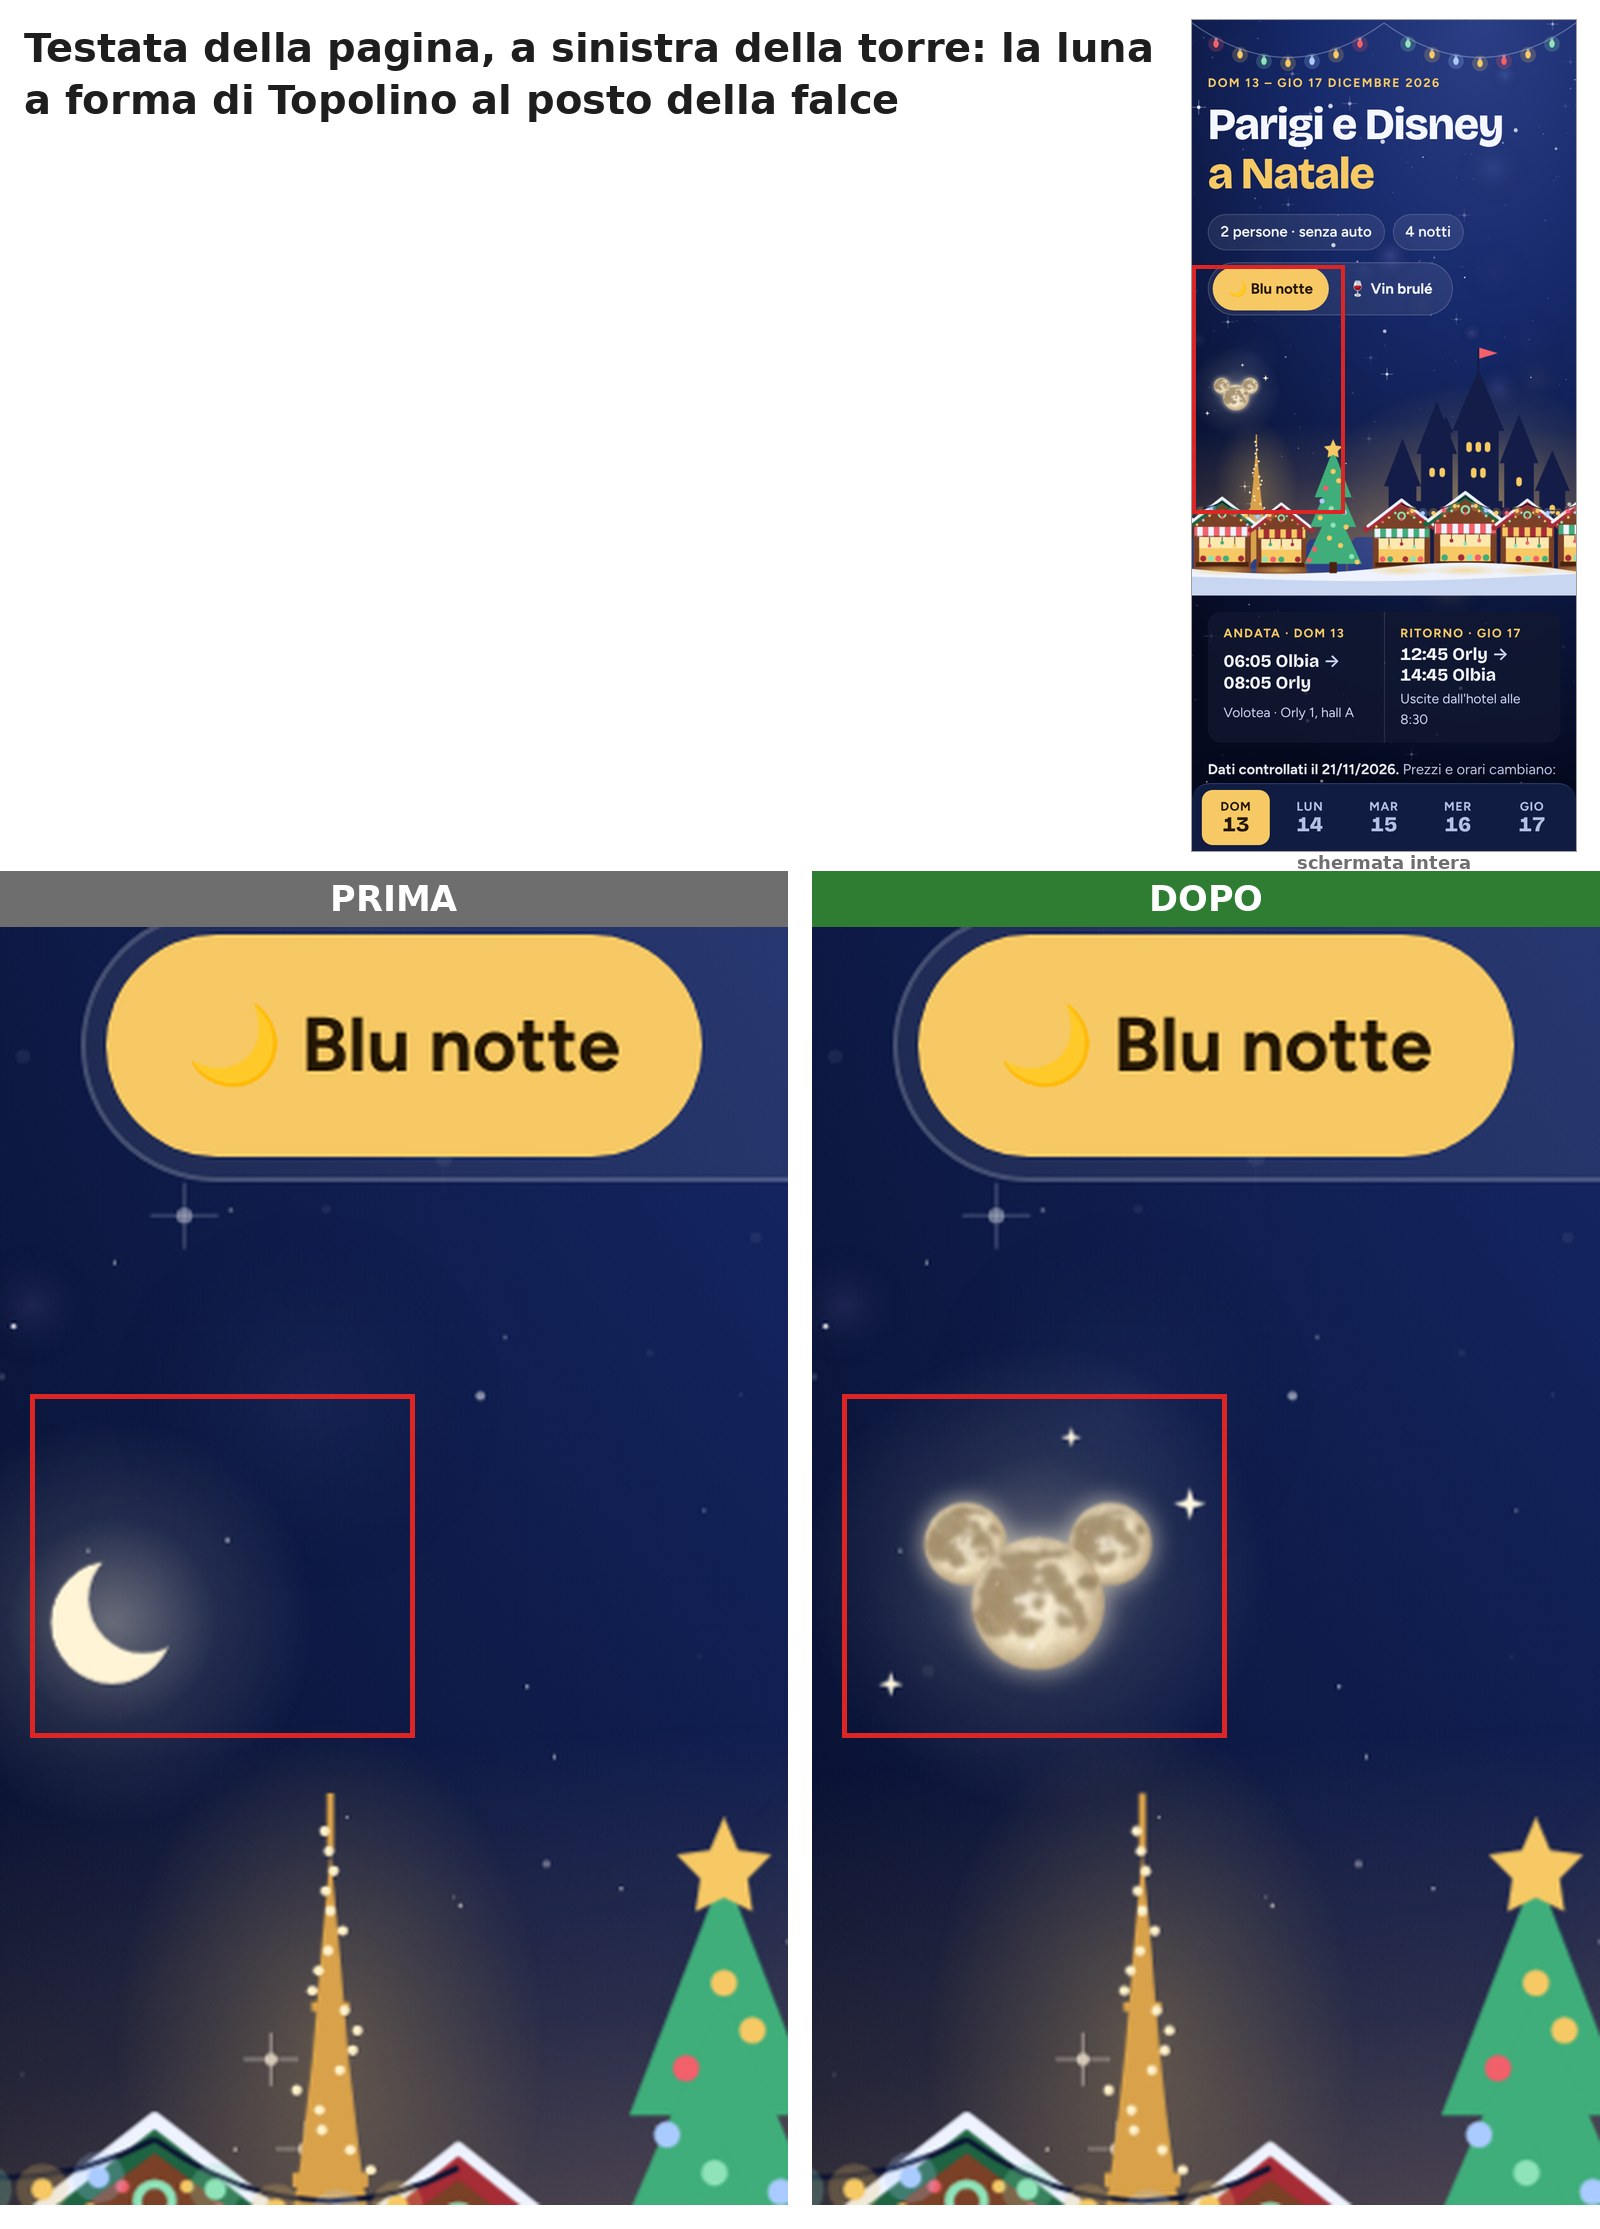 Testata della pagina, a sinistra della torre: la luna
a forma di Topolino al posto della falce
DOM 13 – GIO 17 DICEMBRE 2026
Parigi e Disney
a Natale
2 persone · senza auto
4 notti
🌙 Blu notte
🍷 Vin brulé
ANDATA · DOM 13
06:05 Olbia →
08:05 Orly
Volotea · Orly 1, hall A
RITORNO · GIO 17
12:45 Orly →
14:45 Olbia
Uscite dall'hotel alle
8:30
Dati controllati il 21/11/2026. Prezzi e orari cambiano:
DOM
13
LUN
14
MAR
15
MER
16
GIO
17
schermata intera
PRIMA
DOPO
🌙 Blu notte
🌙 Blu notte